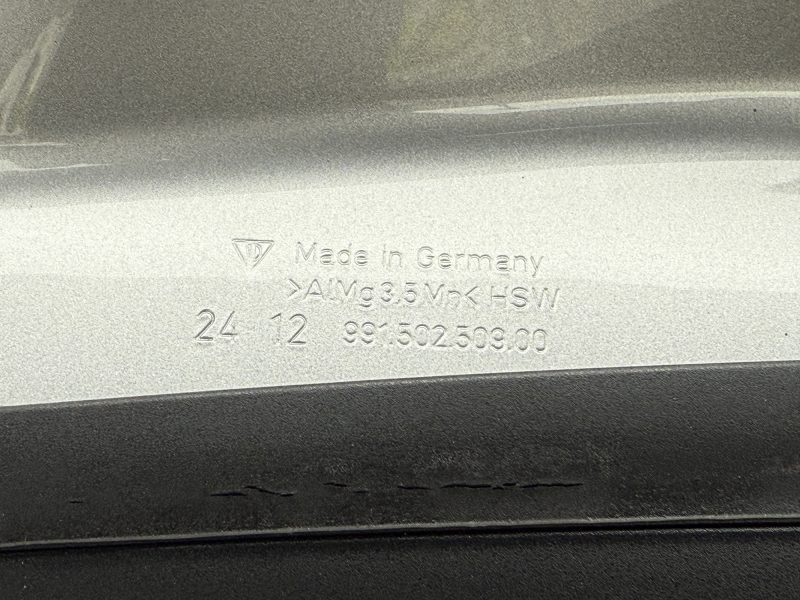 Made in Germany
>AlMg3,5Mn< HSW
24 12 991.502.509.00